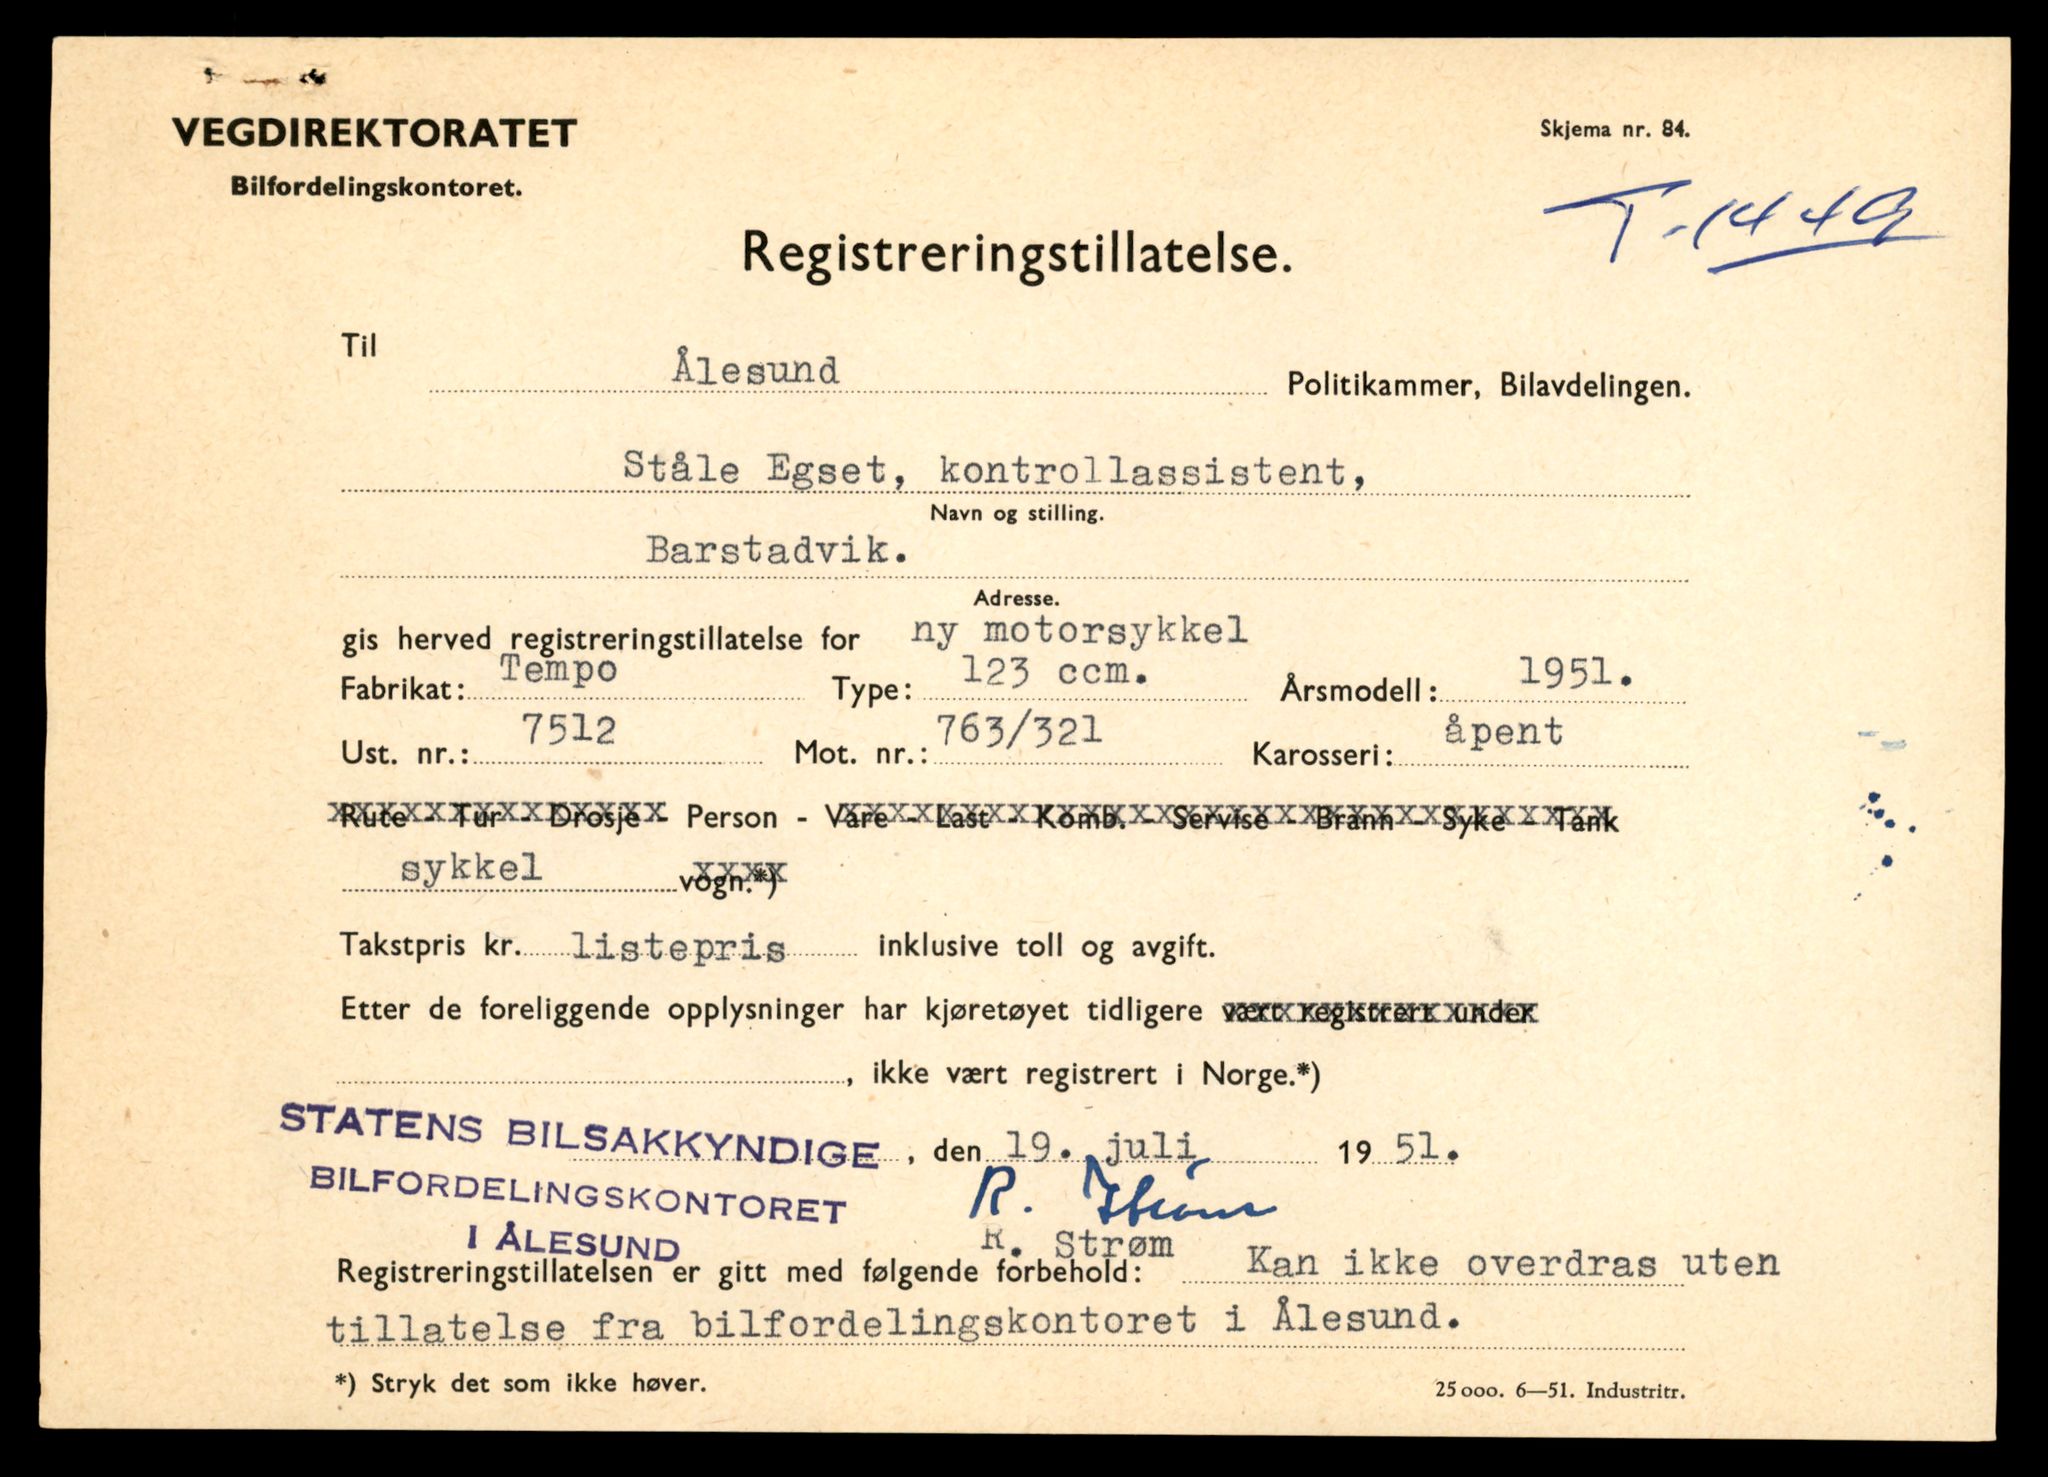 VEGDIREKTORATET
Bilfordelingskontoret.
Skjema nr. 84.
T-14449
Registreringstillatelse.
Til Ålesund Politikammer, Bilavdelingen.
Ståle Egset, kontrollassistent,
Navn og stilling.
Barstadvik.
Adresse.
gis herved registreringstillatelse for ny motorsykkel
Fabrikat: Tempo Type: 123 ccm. Årsmodell: 1951.
Ust. nr.: 7512 Mot. nr.: 763/321 Karosseri: åpent
Rute - Tur - Drosje - Person - Vare - Last - Komb. - Servise - Brann - Syke - Tank
sykkel vogn.*)
Takstpris kr. listepris inklusive toll og avgift.
Etter de foreliggende opplysninger har kjøretøyet tidligere vært registrert under
, ikke vært registrert i Norge.*)
STATENS BILSAKKYNDIGE , den 19. juli 19 51.
BILFORDELINGSKONTORET
I ÅLESUND
R. Strøm
R. Strøm
Registreringstillatelsen er gitt med følgende forbehold: Kan ikke overdras uten
tillatelse fra bilfordelingskontoret i Ålesund.
*) Stryk det som ikke høver.
25 000. 6—51. Industritr.